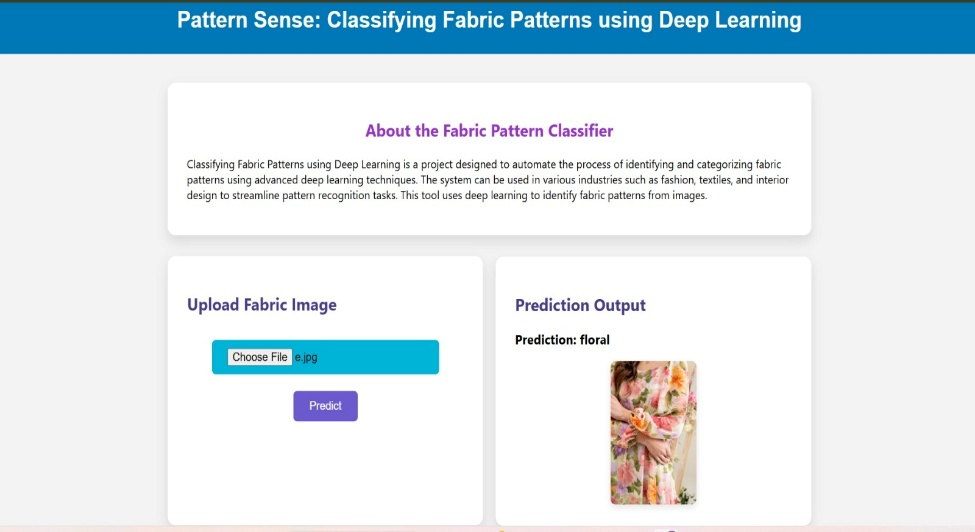 Pattern Sense: Classifying Fabric Patterns using Deep Learning
About the Fabric Pattern Classifier
Classifying Fabric Patterns using Deep Learning is a project designed to automate the process of identifying and categorizing fabric
patterns using advanced deep learning techniques. The system can be used in various industries such as fashion, textiles, and interior
design to streamline pattern recognition tasks. This tool uses deep learning to identify fabric patterns from images.
Upload Fabric Image
Choose File e.jpg
Predict
Prediction Output
Prediction: floral